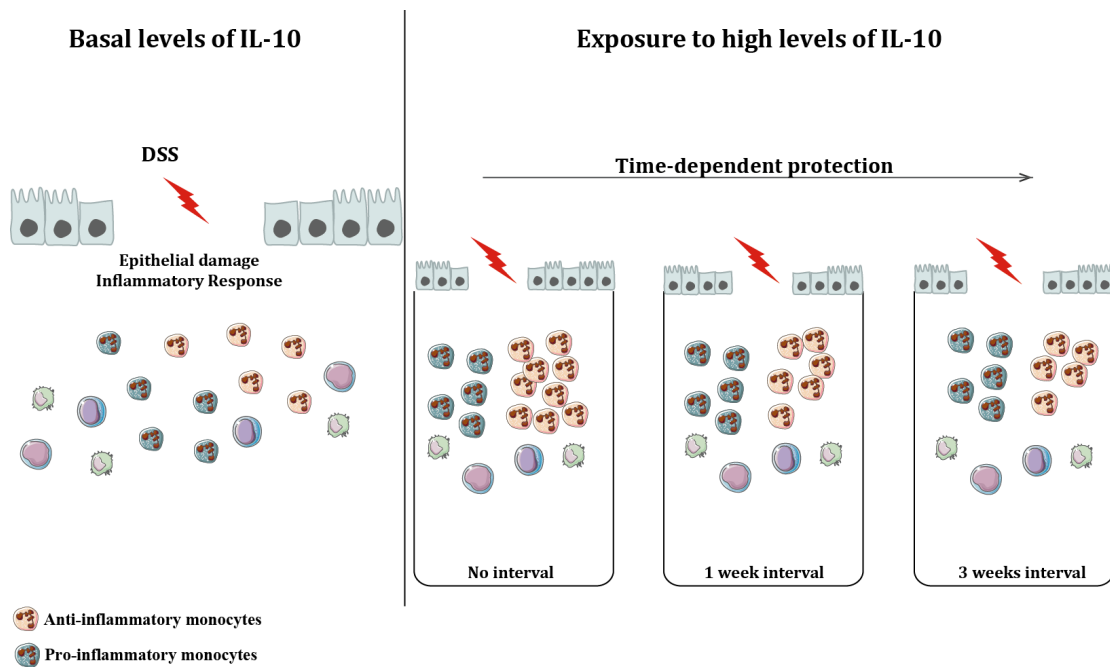 Basal levels of IL-10
Exposure to high levels of IL-10
DSS
Time-dependent protection
Epithelial damage
Inflammatory Response
No interval
1 week interval
3 weeks interval
Anti-inflammatory monocytes
Pro-inflammatory monocytes